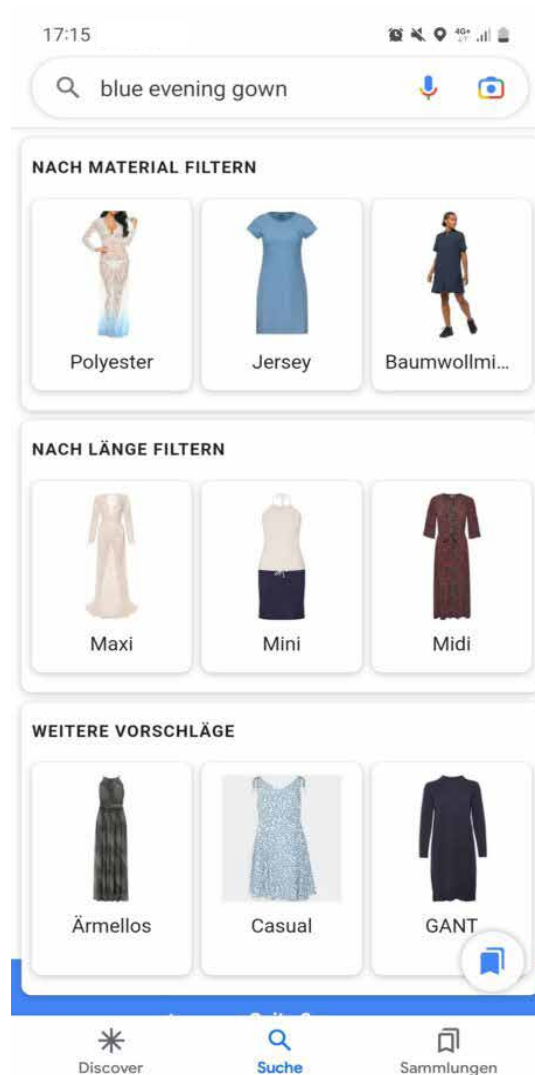 17:15
4G+
blue evening gown
NACH MATERIAL FILTERN
Polyester
Jersey
Baumwollmi...
NACH LÄNGE FILTERN
Maxi
Mini
Midi
WEITERE VORSCHLÄGE
Ärmellos
Casual
GANT
Discover
Suche
Sammlungen